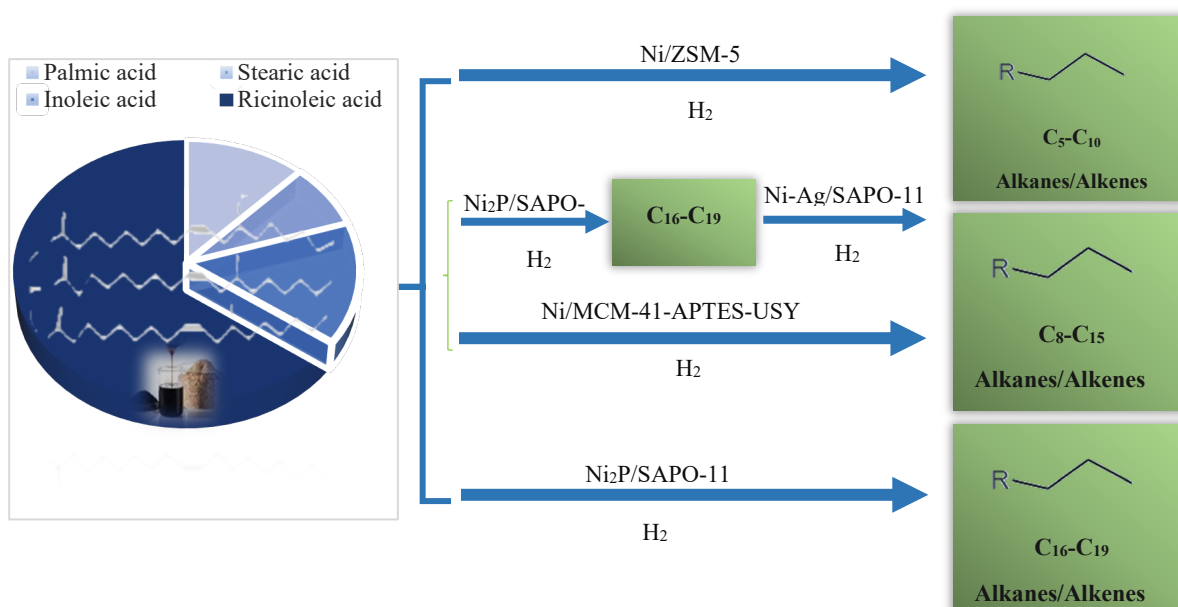 Palmic acid
Stearic acid
Inoleic acid
Ricinoleic acid
Ni/ZSM-5
H₂
R
C₅-C₁₀
Alkanes/Alkenes
Ni₂P/SAPO-
H₂
C₁₆-C₁₉
Ni-Ag/SAPO-11
H₂
Ni/MCM-41-APTES-USY
H₂
R
C₈-C₁₅
Alkanes/Alkenes
Ni₂P/SAPO-11
H₂
R
C₁₆-C₁₉
Alkanes/Alkenes